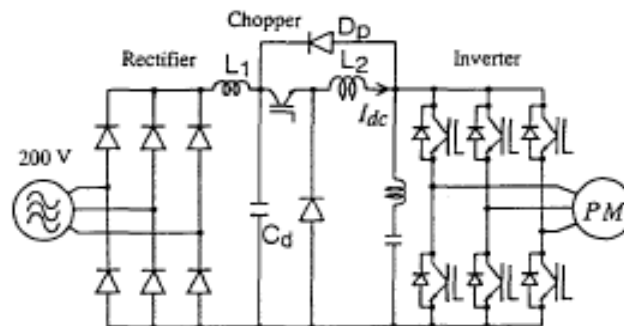 Chopper
Dp
Rectifier
L1
L2
Inverter
Idc
200 V
Cd
PM